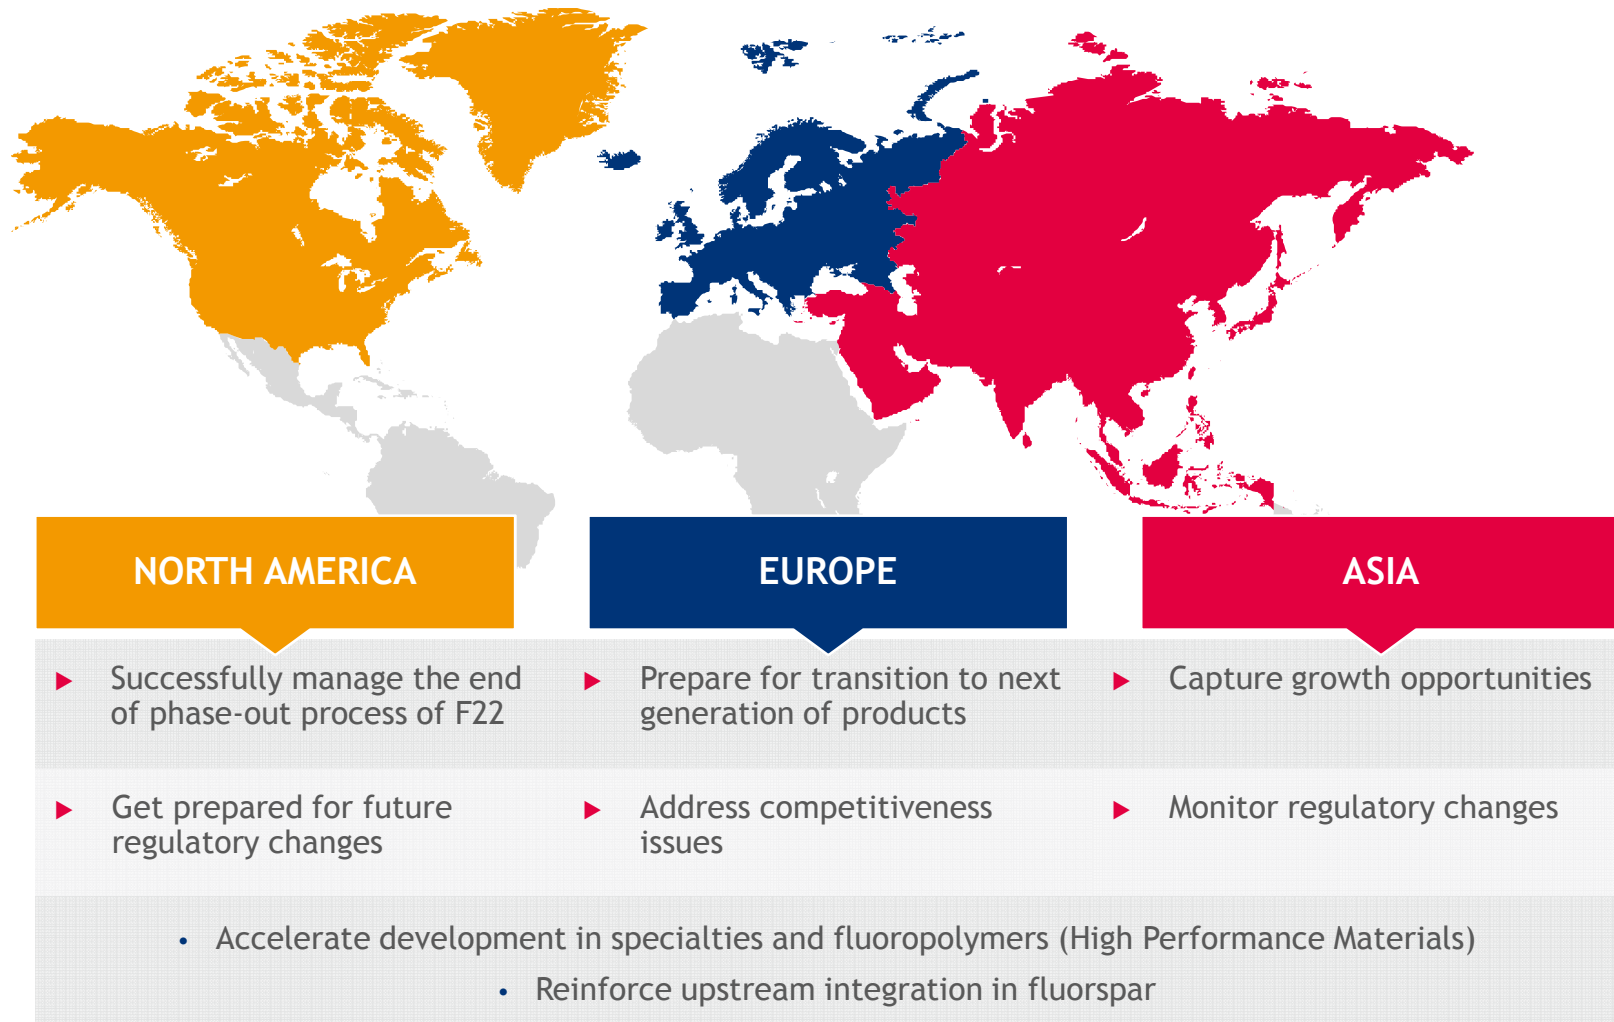 NORTH AMERICA
EUROPE
ASIA
Successfully manage the end
of phase-out process of F22
Prepare for transition to next
generation of products
Capture growth opportunities
Get prepared for future
regulatory changes
Address competitiveness
issues
Monitor regulatory changes
• Accelerate development in specialties and fluoropolymers (High Performance Materials)
• Reinforce upstream integration in fluorspar